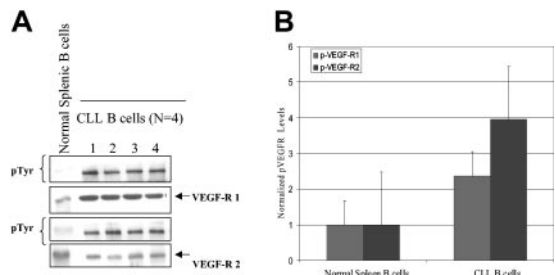 A
Normal Splenic B cells
CLL B cells (N=4)
1 2 3 4
pTyr
VEGF-R 1
pTyr
VEGF-R 2
B
p-VEGF-R1
p-VEGF-R2
Normalized pVEGFR Levels
6
5
4
3
2
1
0
Normal Spleen B cells
CLL B cells